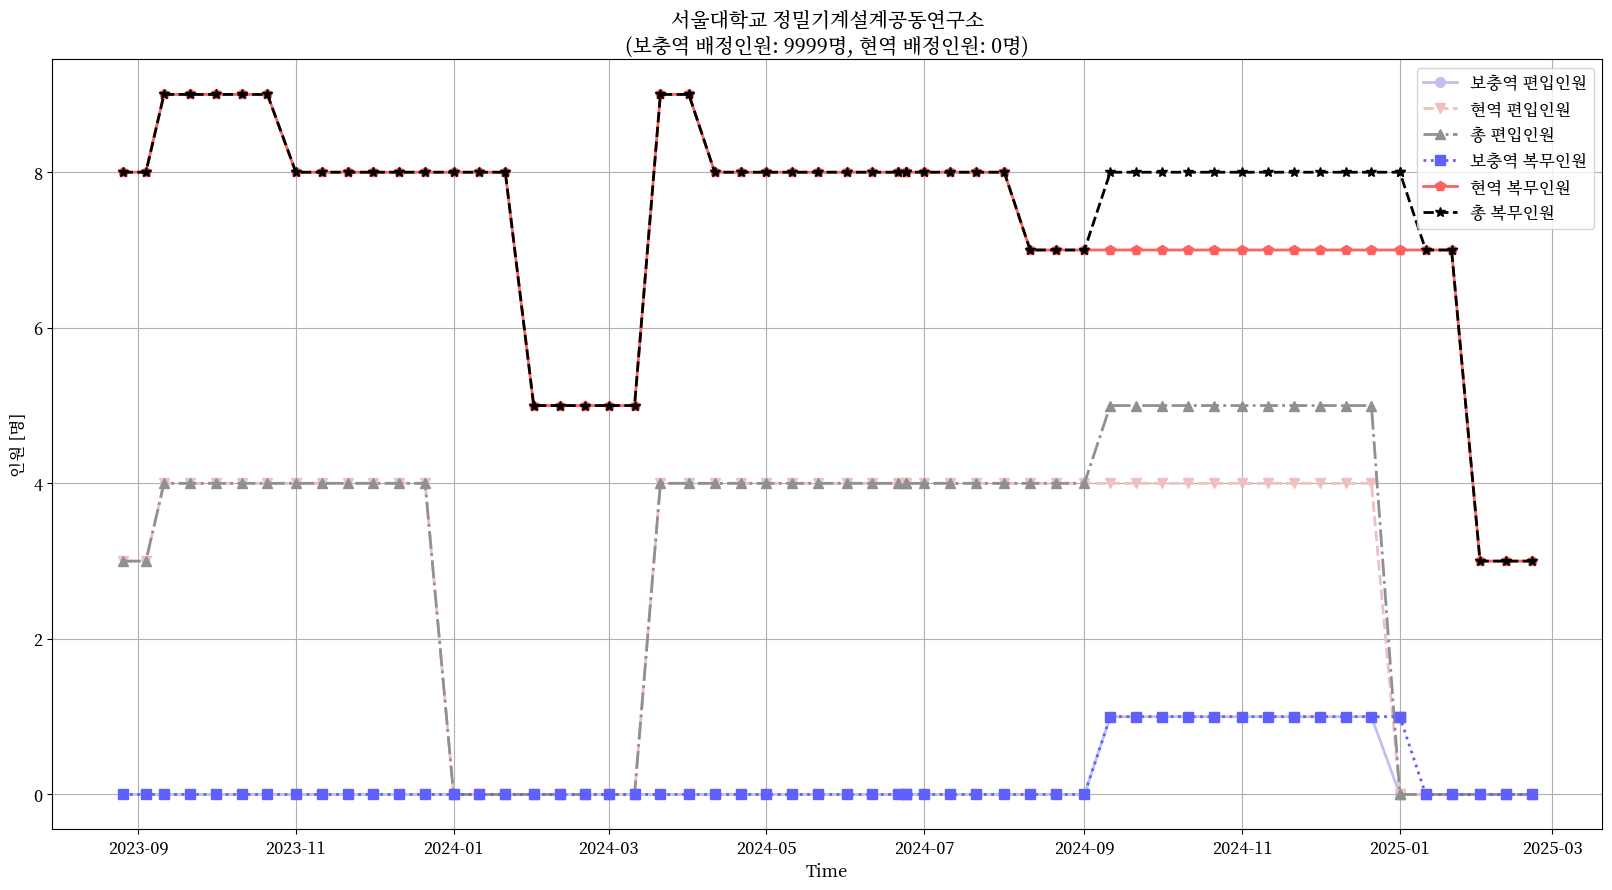 서울대학교 정밀기계설계공동연구소
(보충역 배정인원: 9999명, 현역 배정인원: 0명)
보충역 편입인원
현역 편입인원
총 편입인원
보충역 복무인원
현역 복무인원
총 복무인원
인원 [명]
8
6
4
2
0
2023-09
2023-11
2024-01
2024-03
2024-05
2024-07
2024-09
2024-11
2025-01
2025-03
Time